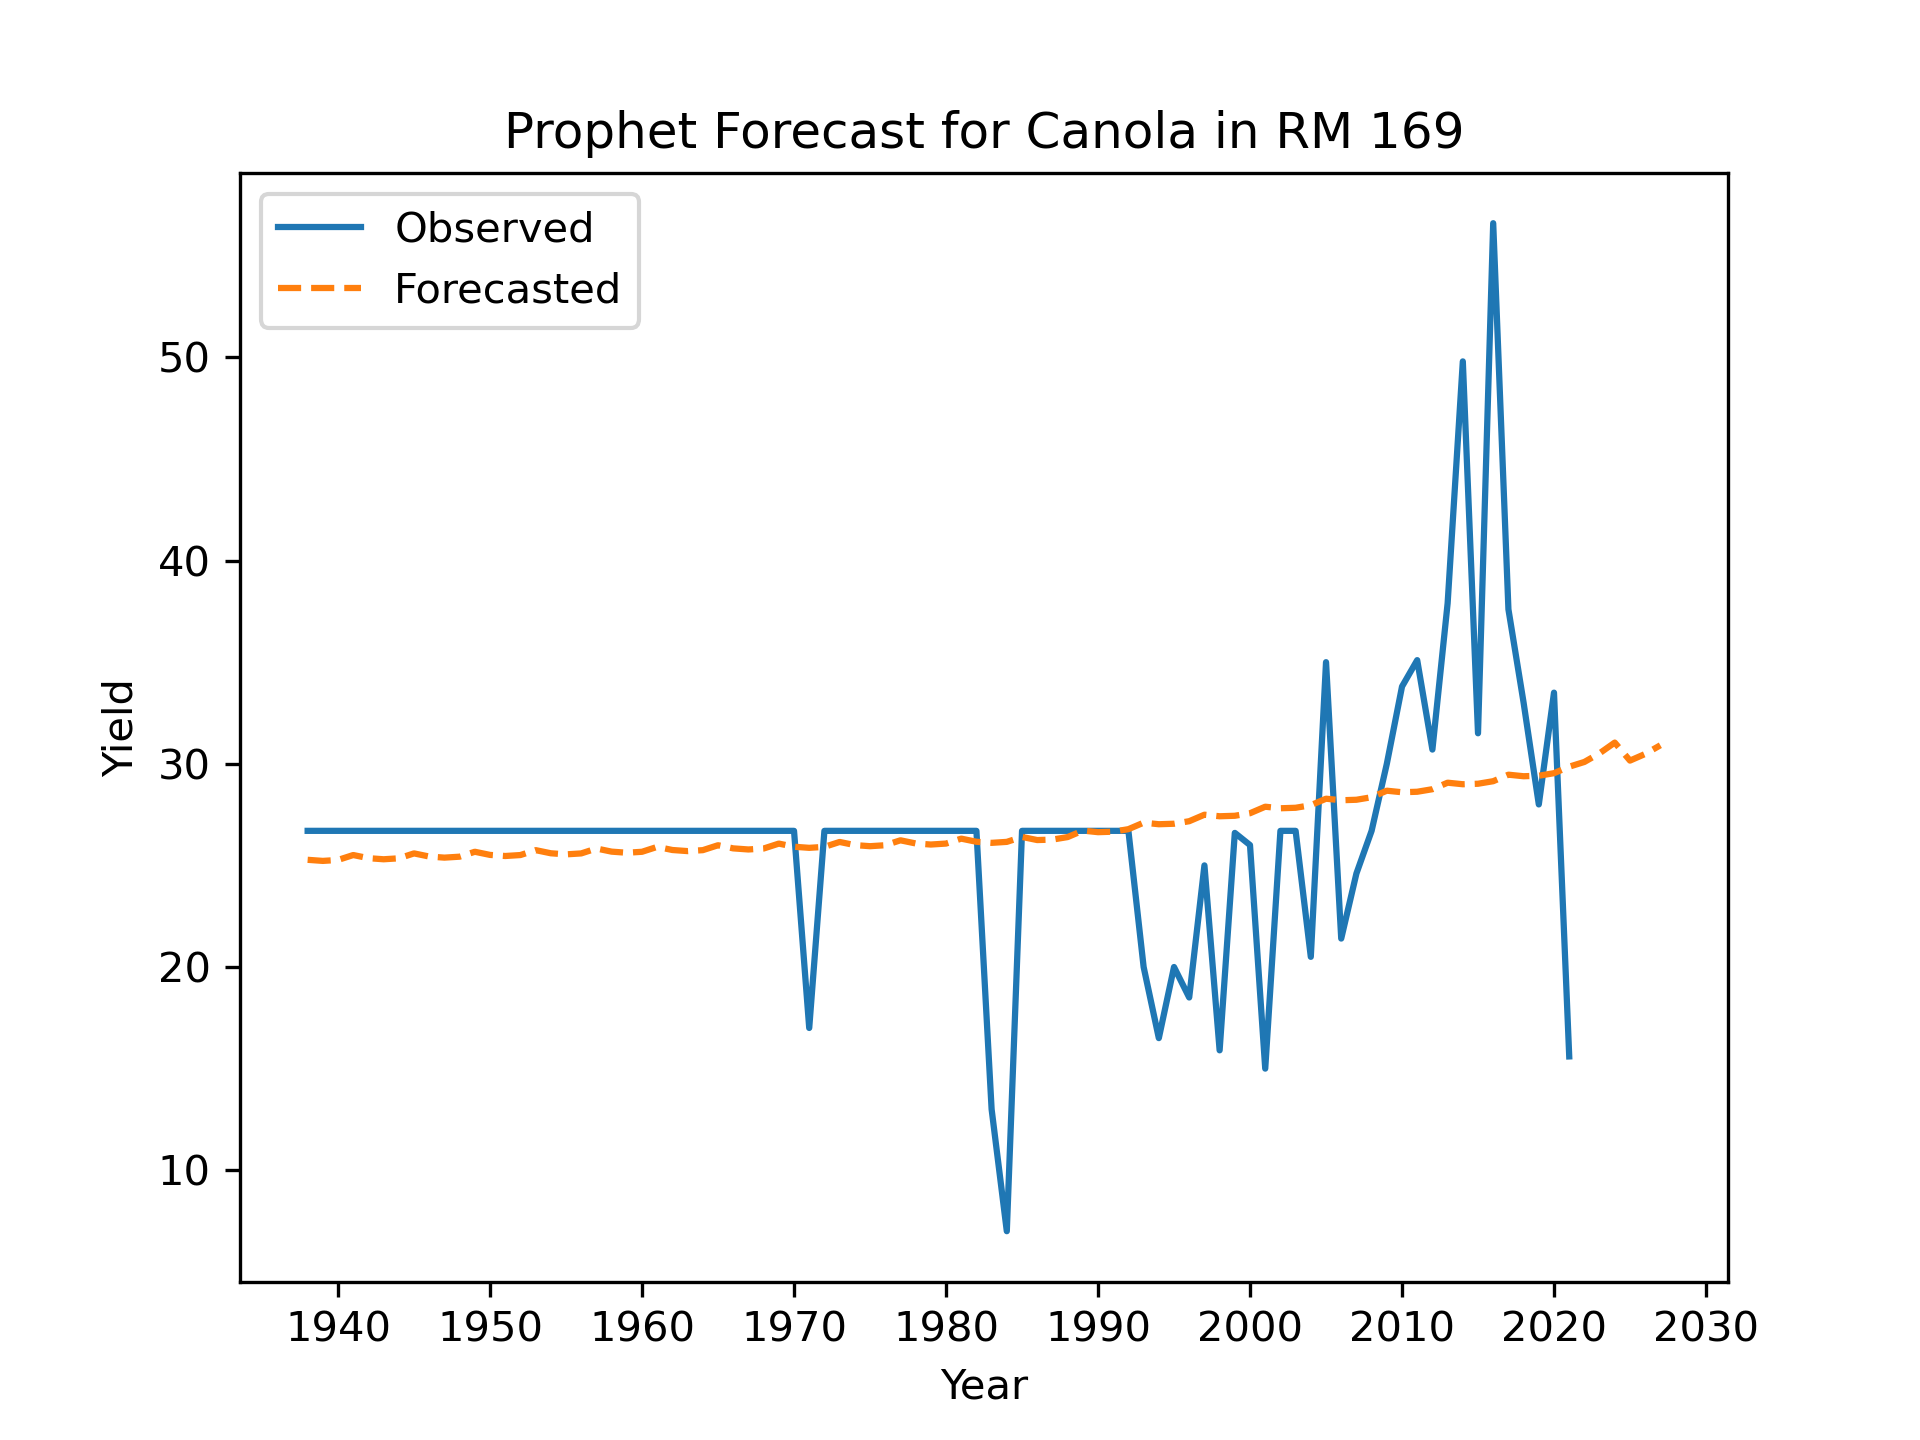 Prophet Forecast for Canola in RM 169
Observed
Forecasted
50
40
30
20
10
Yield
1940 1950 1960 1970 1980 1990 2000 2010 2020 2030
Year